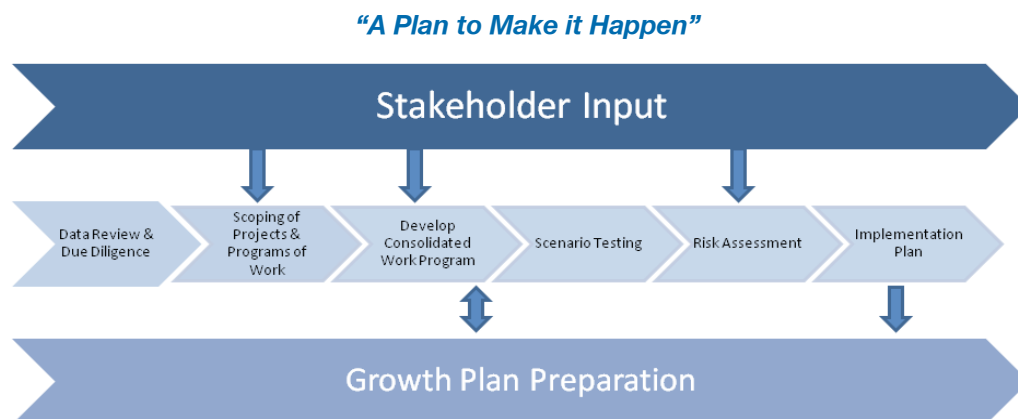 “A Plan to Make it Happen”
Stakeholder Input
Data Review &
Due Diligence
Scoping of
Projects &
Programs of
Work
Develop
Consolidated
Work Program
Scenario Testing
Risk Assessment
Implementation
Plan
Growth Plan Preparation